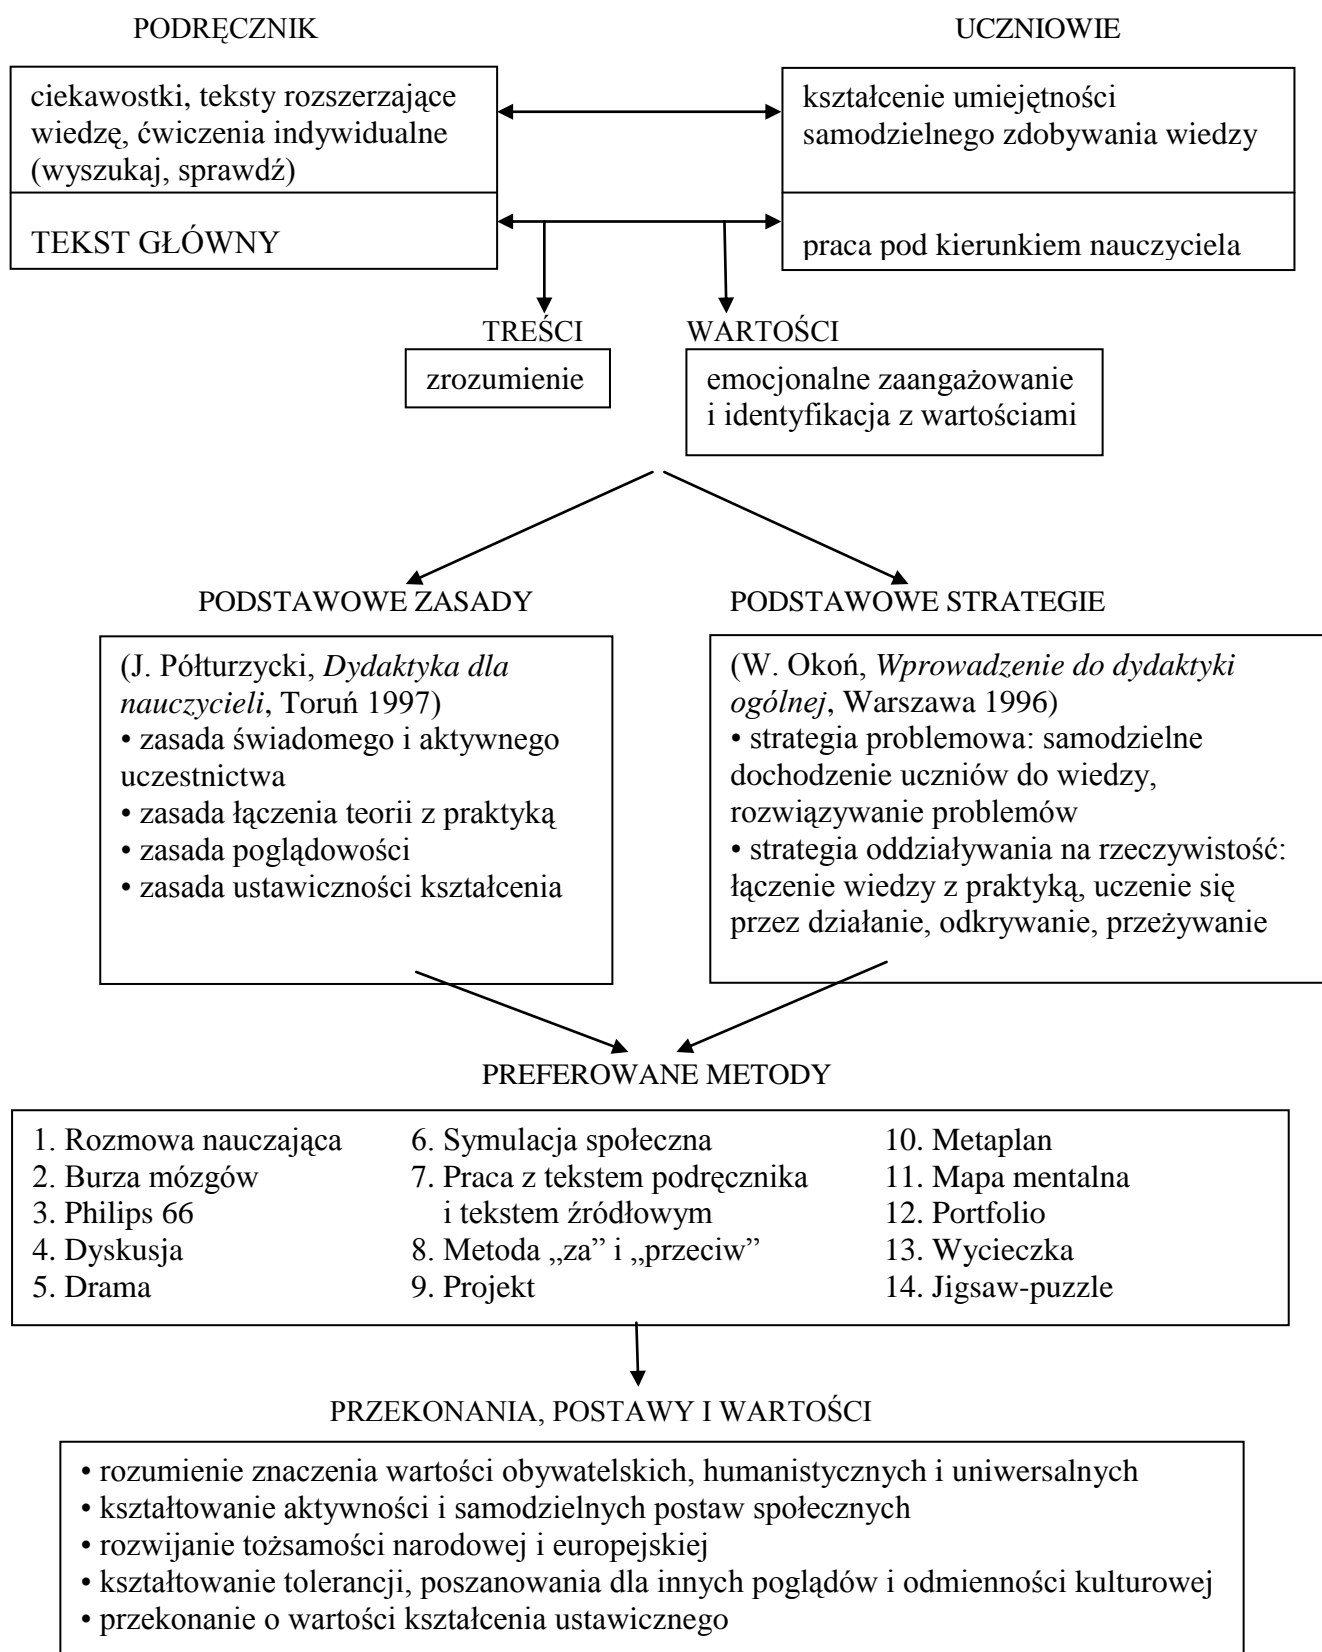 PODRĘCZNIK
UCZNIOWIE
ciekawostki, teksty rozszerzające
wiedzę, ćwiczenia indywidualne
(wyszukaj, sprawdź)
kształcenie umiejętności
samodzielnego zdobywania wiedzy
TEKST GŁÓWNY
praca pod kierunkiem nauczyciela
TREŚCI
zrozumienie
WARTOŚCI
emocjonalne zaangażowanie
i identyfikacja z wartościami
PODSTAWOWE ZASADY
(J. Półturzycki, Dydaktyka dla
nauczycieli, Toruń 1997)
• zasada świadomego i aktywnego
uczestnictwa
• zasada łączenia teorii z praktyką
• zasada poglądowości
• zasada ustawiczności kształcenia
PODSTAWOWE STRATEGIE
(W. Okoń, Wprowadzenie do dydaktyki
ogólnej, Warszawa 1996)
• strategia problemowa: samodzielne
dochodzenie uczniów do wiedzy,
rozwiązywanie problemów
• strategia oddziaływania na rzeczywistość:
łączenie wiedzy z praktyką, uczenie się
przez działanie, odkrywanie, przeżywanie
PREFEROWANE METODY
1. Rozmowa nauczająca
2. Burza mózgów
3. Philips 66
4. Dyskusja
5. Drama
6. Symulacja społeczna
7. Praca z tekstem podręcznika
i tekstem źródłowym
8. Metoda „za” i „przeciw”
9. Projekt
10. Metaplan
11. Mapa mentalna
12. Portfolio
13. Wycieczka
14. Jigsaw-puzzle
PRZEKONANIA, POSTAWY I WARTOŚCI
• rozumienie znaczenia wartości obywatelskich, humanistycznych i uniwersalnych
• kształtowanie aktywności i samodzielnych postaw społecznych
• rozwijanie tożsamości narodowej i europejskiej
• kształtowanie tolerancji, poszanowania dla innych poglądów i odmienności kulturowej
• przekonanie o wartości kształcenia ustawicznego